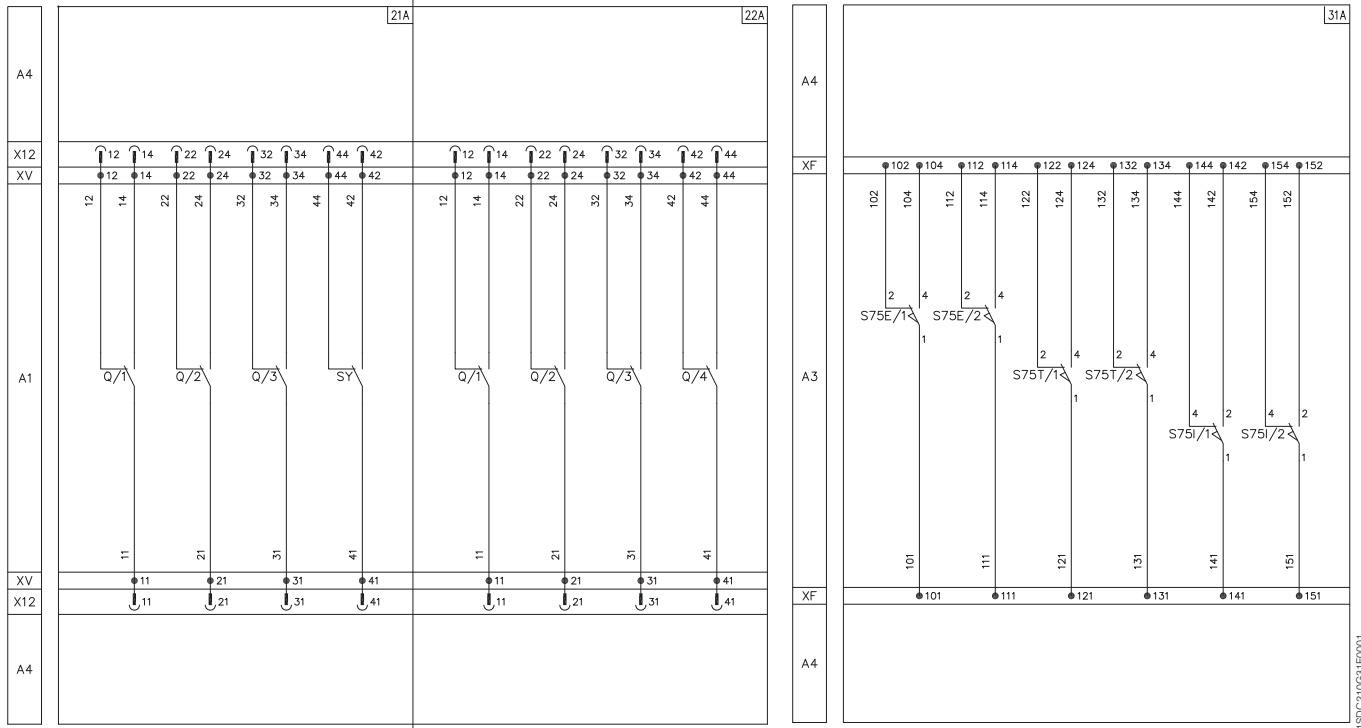 21A
22A
31A
A4
A4
X12
12 14 22 24 32 34 44 42 12 14 22 24 32 34 42 44
XV
12 14 22 24 32 34 44 42 12 14 22 24 32 34 42 44
XF
102 104 112 114 122 124 132 134 144 142 154 152
12 14 22 24 32 34 44 42 12 14 22 24 32 34 42 44
102 104 112 114 122 124 132 134 144 142 154 152
2 4 2 4
S75E/1 S75E/2
1 1
2 4 2 4
A1
Q/1 Q/2 Q/3 SY Q/1 Q/2 Q/3 Q/4
A3
S75T/1 S75T/2
1 1
4 2 4 2
S75I/1 S75I/2
1 1
11 21 31 41 11 21 31 41
101 111 121 131 141 151
XV
11 21 31 41 11 21 31 41
XF
101 111 121 131 141 151
X12
11 21 31 41 11 21 31 41
A4
A4
1SDC210G31F0001